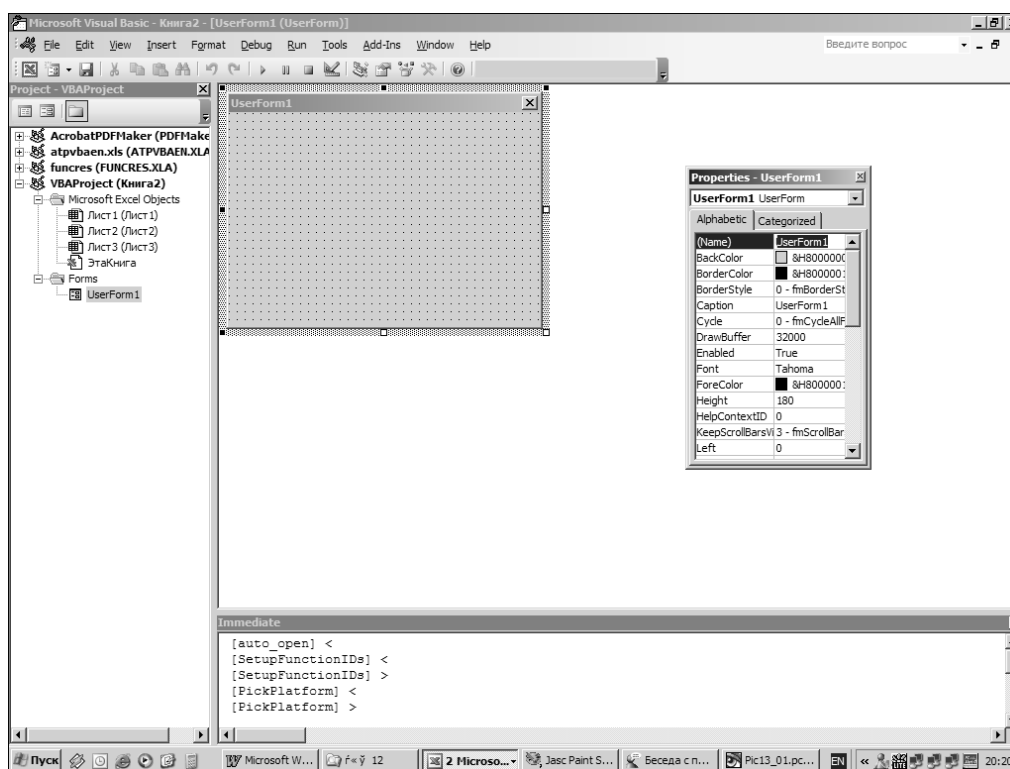 Microsoft Visual Basic - Книга2 - [UserForm1 (UserForm)]
File Edit View Insert Format Debug Run Tools Add-Ins Window Help
Введите вопрос
Project - VBAProject
AcrobatPDFMaker (PDFMake
atpvbaen.xls (ATPVBAEN.XLA
funcres (FUNCRES.XLA)
VBAProject (Книга2)
Microsoft Excel Objects
Лист1 (Лист1)
Лист2 (Лист2)
Лист3 (Лист3)
ЭтаКнига
Forms
UserForm1
UserForm1
Properties - UserForm1
UserForm1 UserForm
Alphabetic Categorized
(Name) UserForm1
BackColor &H8000000
BorderColor &H8000001
BorderStyle 0 - fmBorderSt
Caption UserForm1
Cycle 0 - fmCycleAllF
DrawBuffer 32000
Enabled True
Font Tahoma
ForeColor &H8000001
Height 180
HelpContextID 0
KeepScrollBarsVi 3 - fmScrollBar
Left 0
Immediate
[auto_open] <
[SetupFunctionIDs] <
[SetupFunctionIDs] >
[PickPlatform] <
[PickPlatform] >
Пуск Microsoft W... 12 2 Microso... Jasc Paint S... Беседа с п... Pic13_01.pc... EN « 20:20